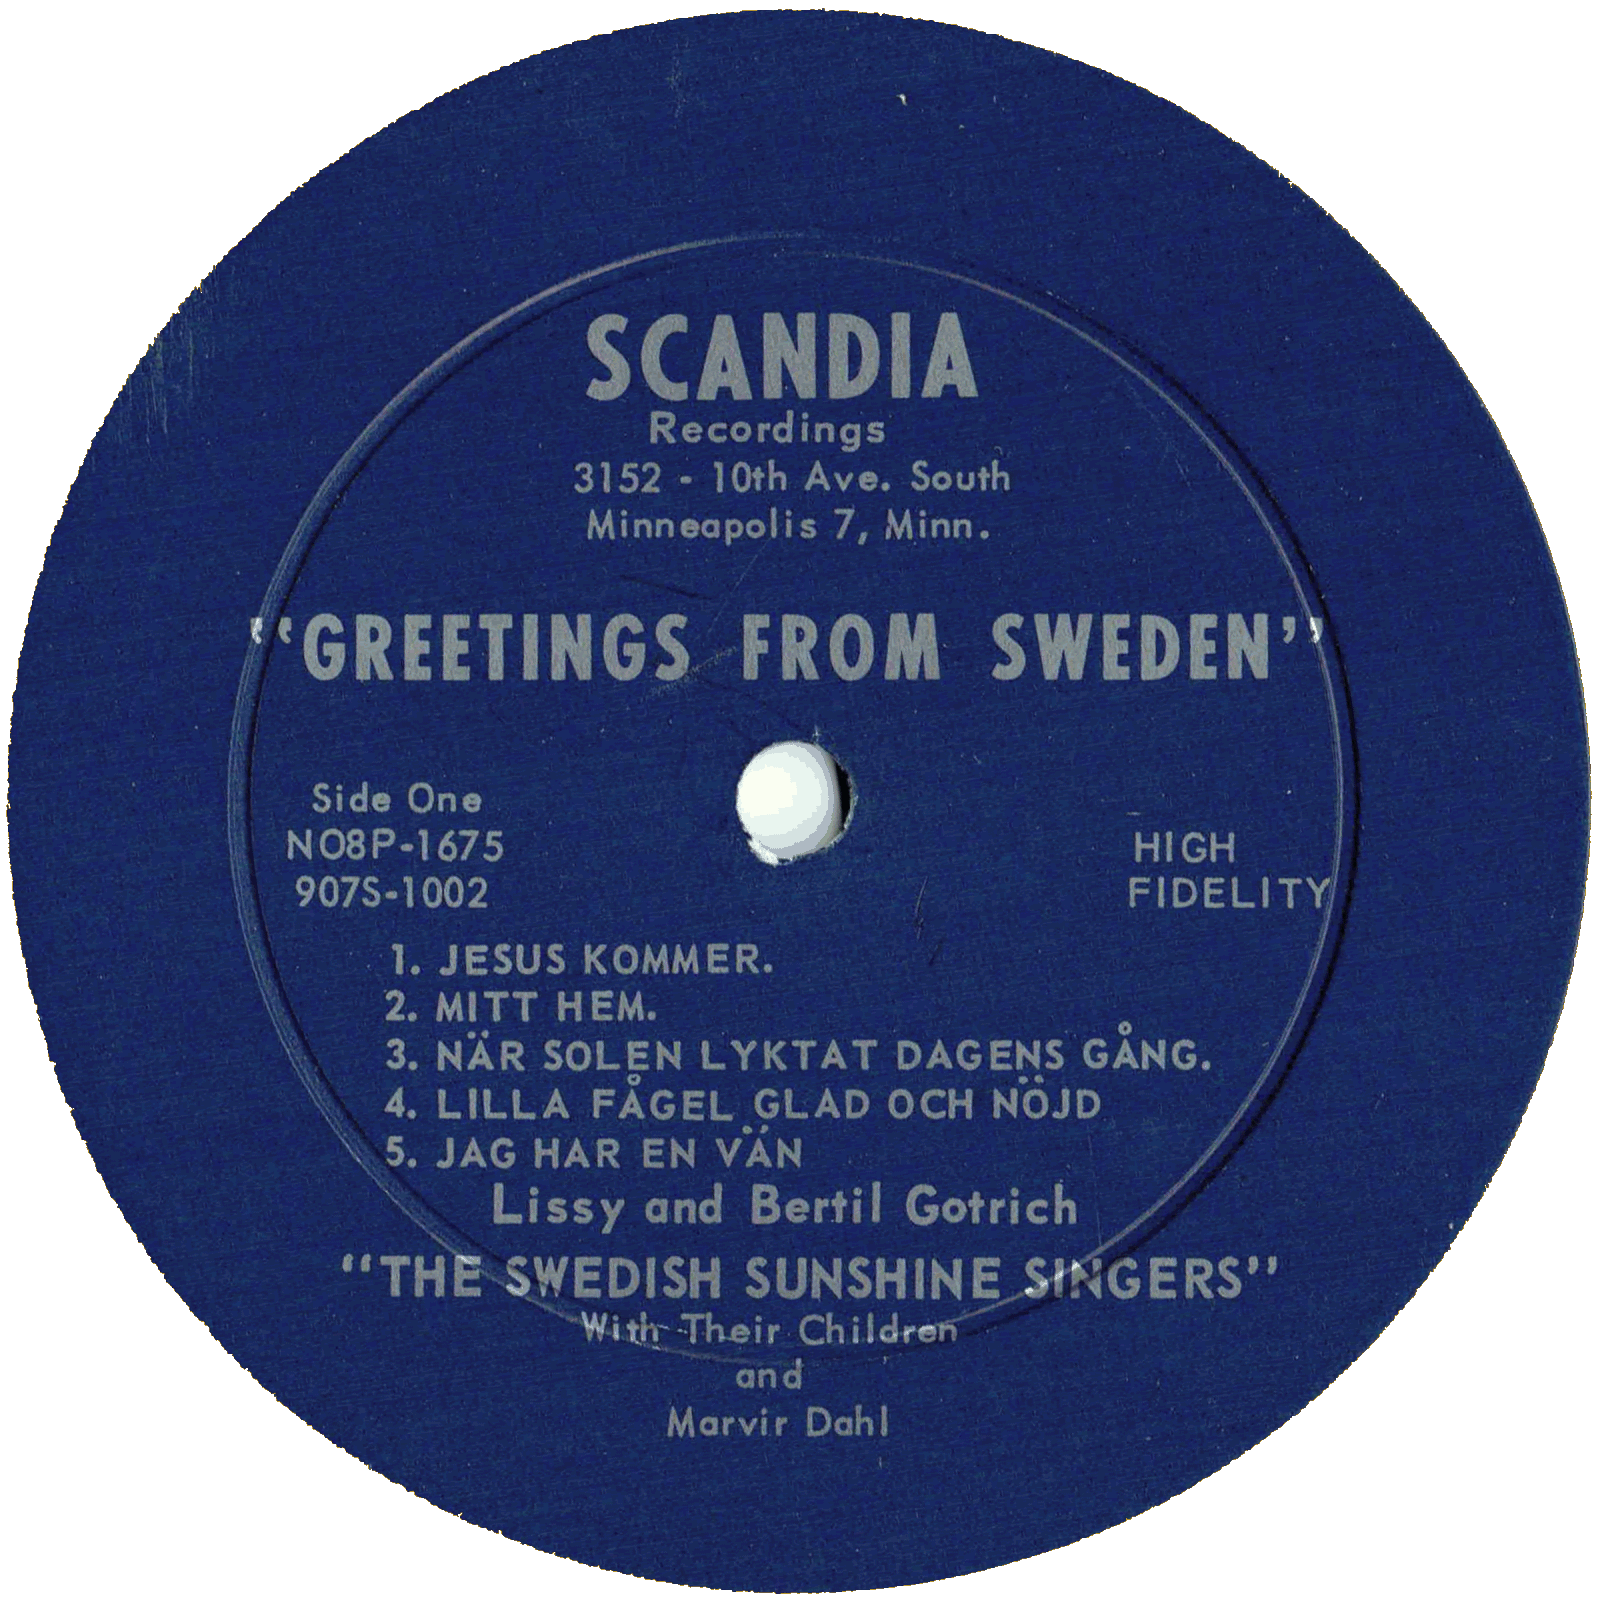 SCANDIA
Recordings
3152 - 10th Ave. South
Minneapolis 7, Minn.
"GREETINGS FROM SWEDEN"
Side One
NO8P-1675
907S-1002
HIGH
FIDELITY
1. JESUS KOMMER.
2. MITT HEM.
3. NÄR SOLEN LYKTAT DAGENS GÅNG.
4. LILLA FÅGEL GLAD OCH NÖJD
5. JAG HAR EN VÄN
Lissy and Bertil Gotrich
"THE SWEDISH SUNSHINE SINGERS"
With Their Children
and
Marvir Dahl